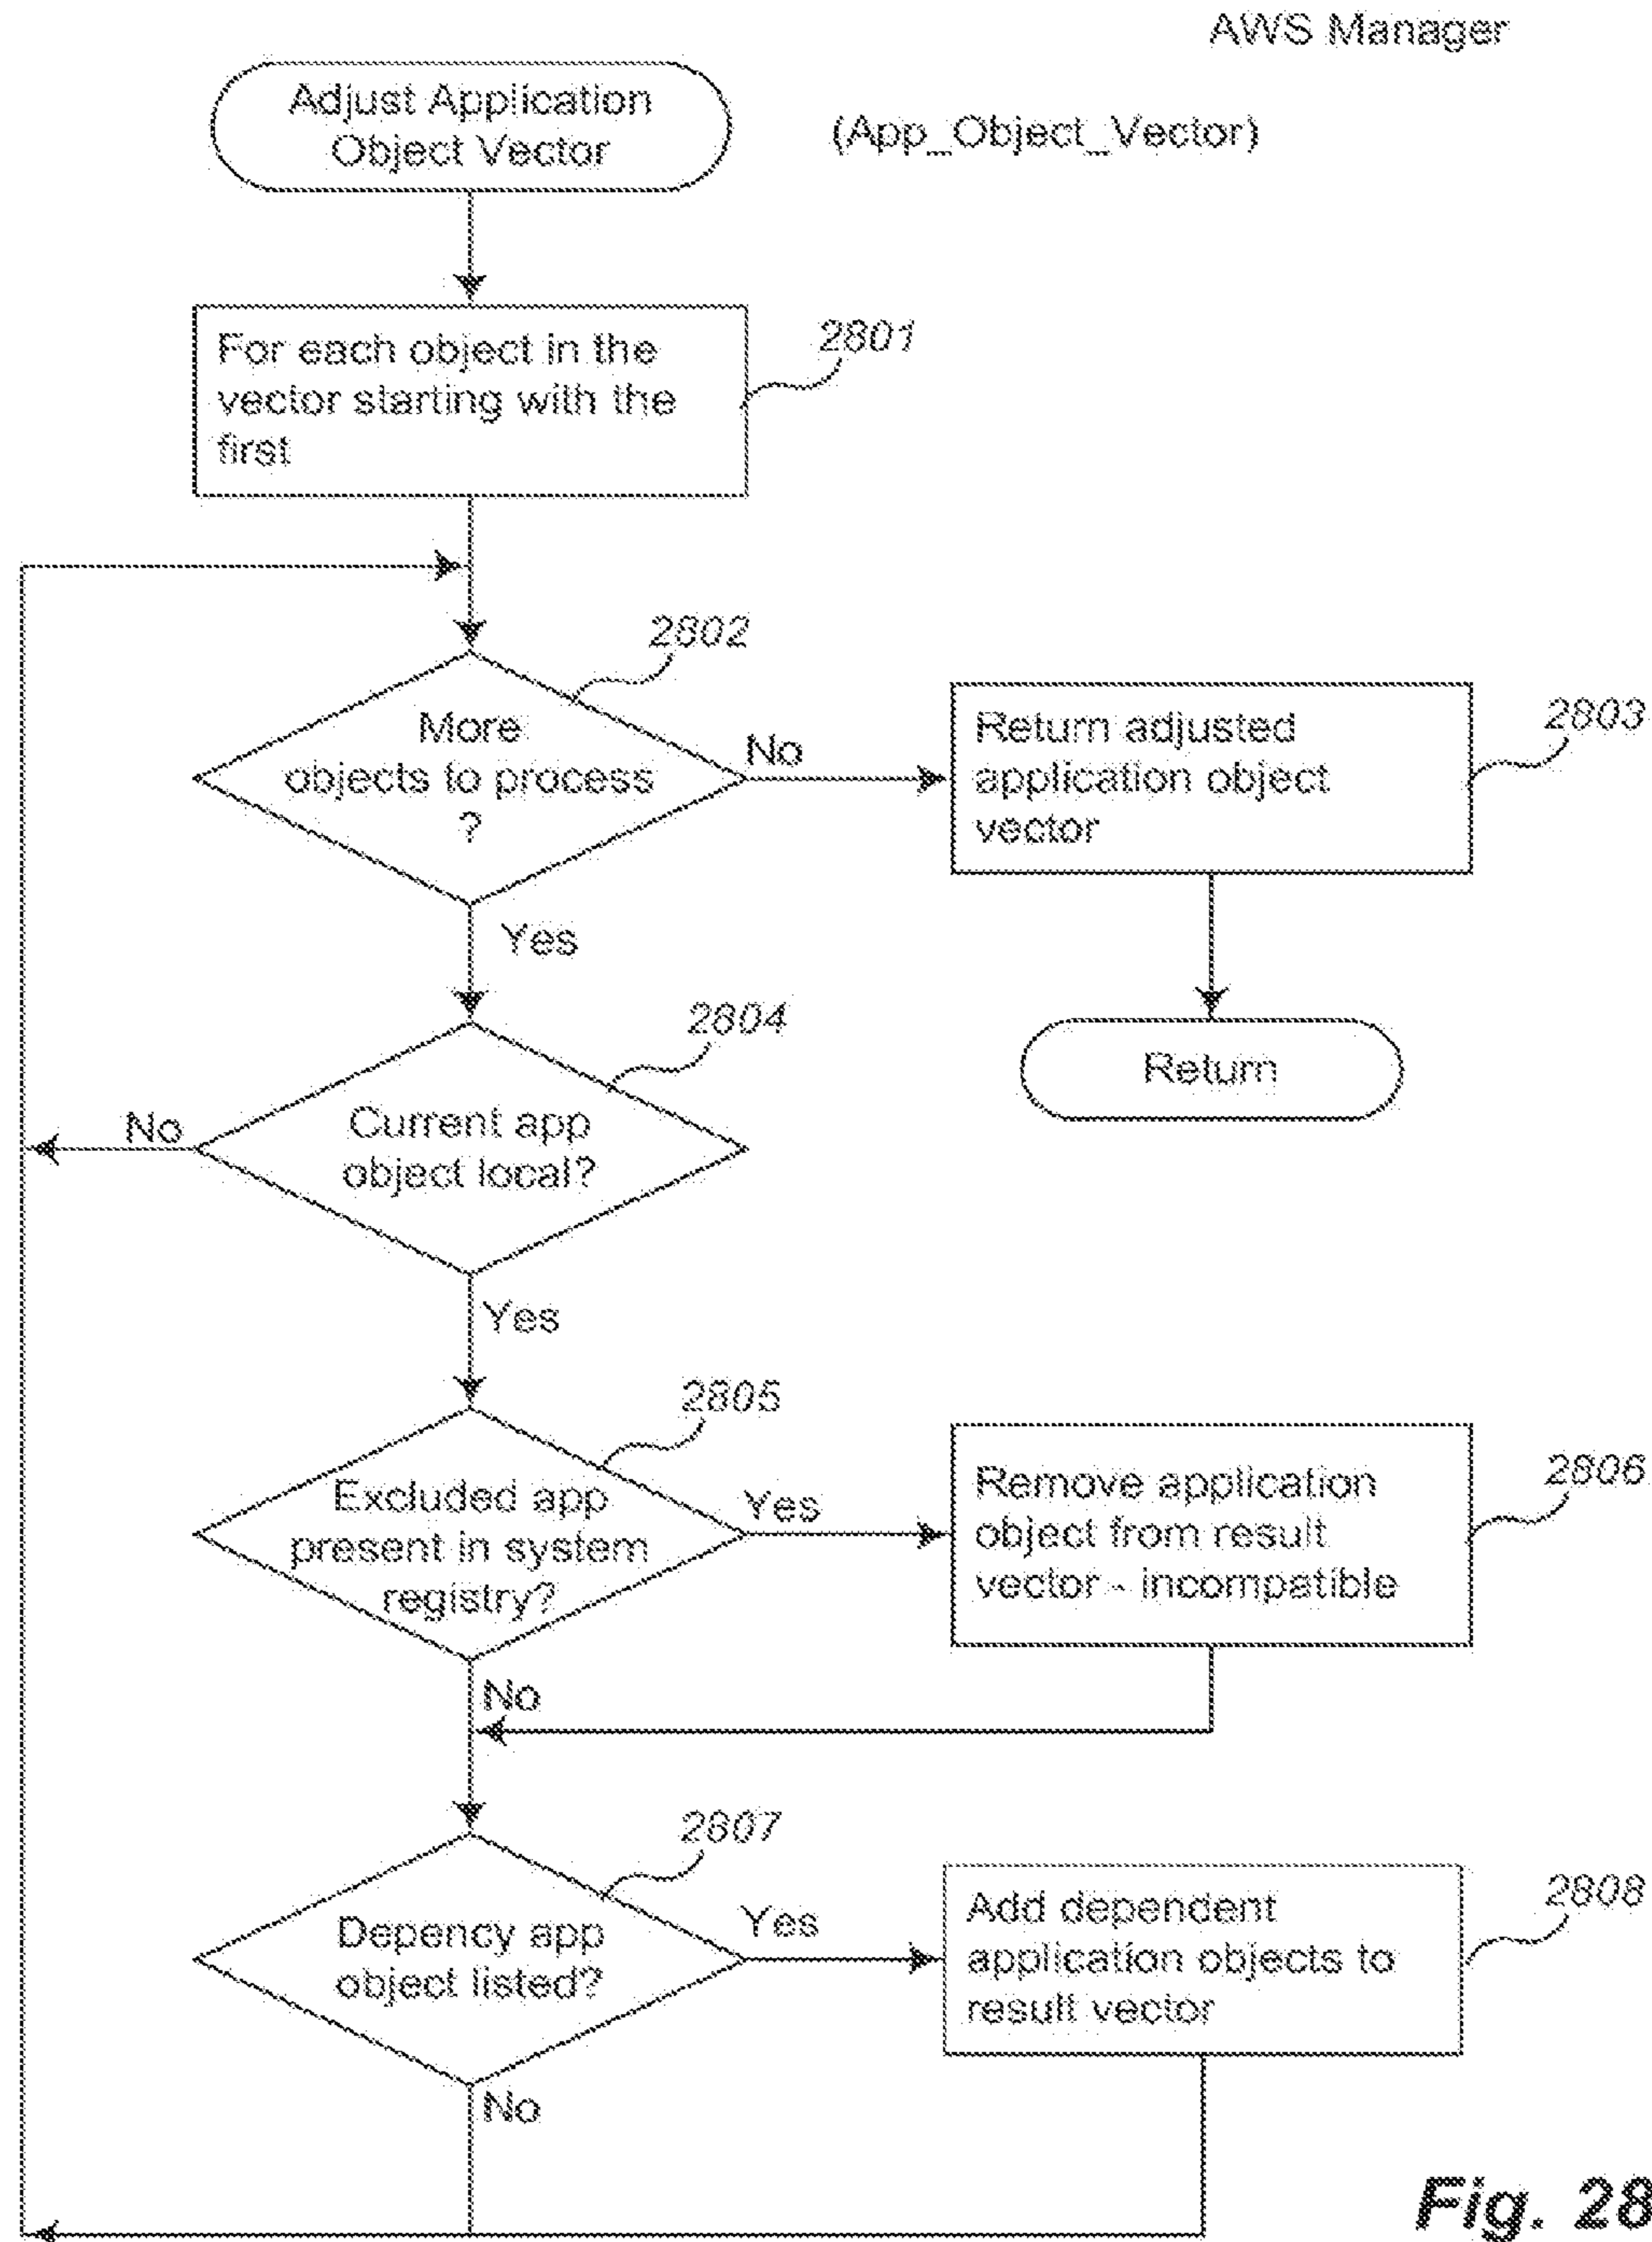 AWS Manager
Adjust Application
Object Vector
(App_Object_Vector)
For each object in the
vector starting with the
first
2801
2802
More
objects to process
?
No
Return adjusted
application object
vector
2803
Yes
Return
2804
Current app
object local?
No
Yes
2805
Excluded app
present in system
registry?
Yes
Remove application
object from result
vector - incompatible
2806
No
2807
Depency app
object listed?
Yes
Add dependent
application objects to
result vector
2808
No
Fig. 28